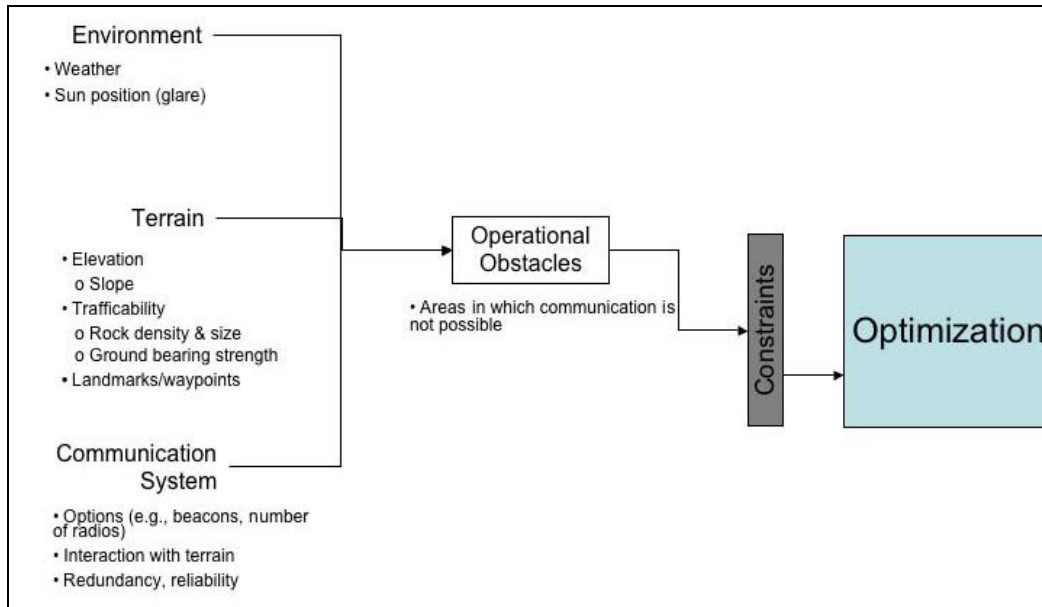 Environment
• Weather
• Sun position (glare)
Terrain
• Elevation
o Slope
• Trafficability
o Rock density & size
o Ground bearing strength
• Landmarks/waypoints
Communication
System
• Options (e.g., beacons, number
of radios)
• Interaction with terrain
• Redundancy, reliability
Operational
Obstacles
• Areas in which communication is
not possible
Constraints
Optimization